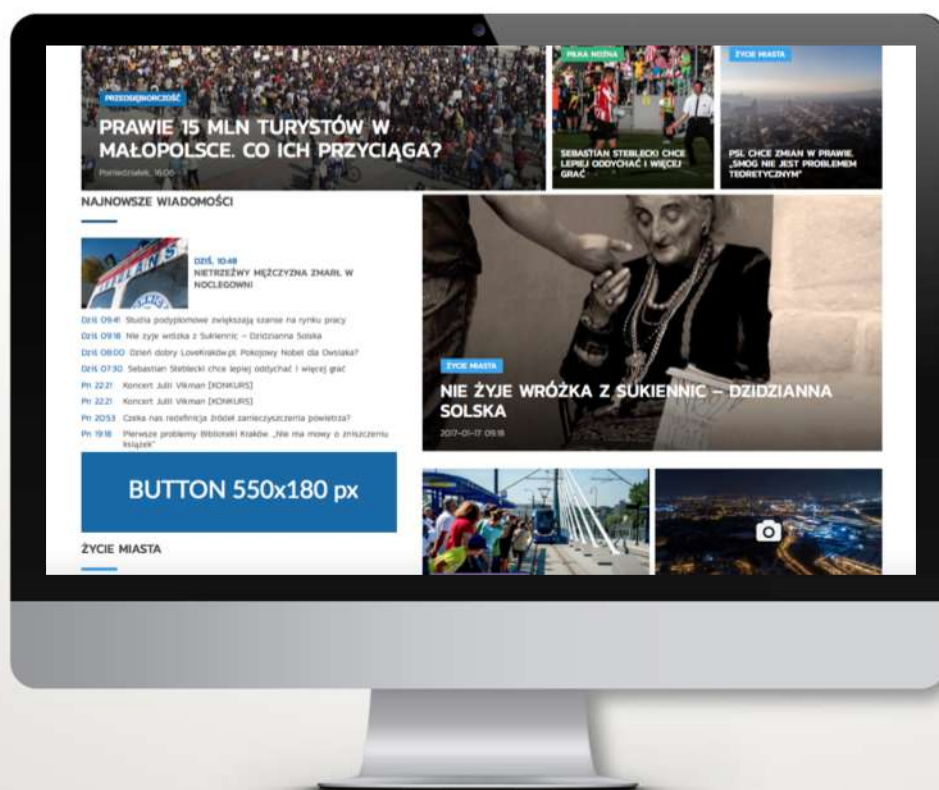 PRZEDSIĘBIORCZOŚĆ
PRAWIE 15 MLN TURYSTÓW W
MAŁOPOLSCE. CO ICH PRZYCIĄGA?
Poniedziałek, 16:06
PIŁKA NOŻNA
SEBASTIAN STEBLECKI CHCE
LEPIEJ ODDYCHAĆ I WIĘCEJ
GRAĆ
ŻYCIE MIASTA
PSL CHCE ZMIAN W PRAWIE.
„SMOG NIE JEST PROBLEMEM
TEORETYCZNYM"
NAJNOWSZE WIADOMOŚCI
DZIŚ, 10:48
NIETRZEŹWY MĘŻCZYZNA ZMARŁ W
NOCLEGOWNI
Dziś 09:41 Studia podyplomowe zwiększają szanse na rynku pracy
Dziś 09:18 Nie żyje wróżka z Sukiennic – Dzidzianna Solska
Dziś 08:00 Dzień dobry LoveKraków.pl. Pokojowy Nobel dla Owsiaka?
Dziś 07:30 Sebastian Steblecki chce lepiej oddychać i więcej grać
Pn 22:21 Koncert Julii Vikman [KONKURS]
Pn 22:21 Koncert Julii Vikman [KONKURS]
Pn 20:53 Czeka nas redefinicja źródeł zanieczyszczenia powietrza?
Pn 19:18 Pierwsze problemy Biblioteki Kraków. „Nie ma mowy o zniszczeniu
książek"
BUTTON 550x180 px
ŻYCIE MIASTA
ŻYCIE MIASTA
NIE ŻYJE WRÓŻKA Z SUKIENNIC – DZIDZIANNA
SOLSKA
2017-01-17 09:18